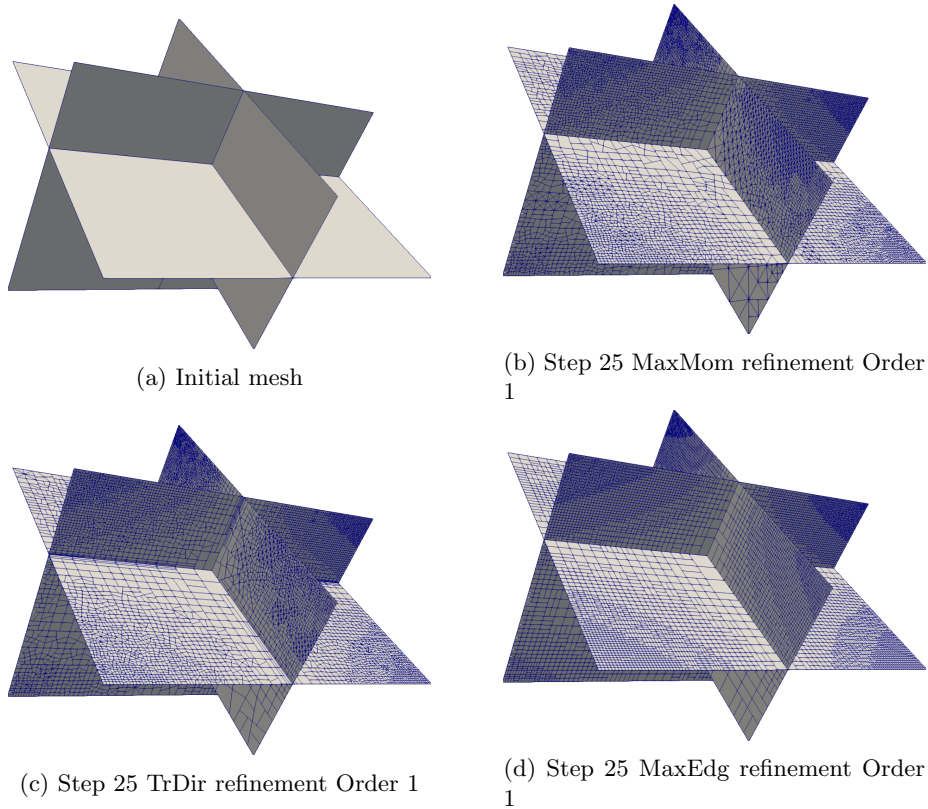 (a) Initial mesh
(b) Step 25 MaxMom refinement Order
1
(c) Step 25 TrDir refinement Order 1
(d) Step 25 MaxEdg refinement Order
1